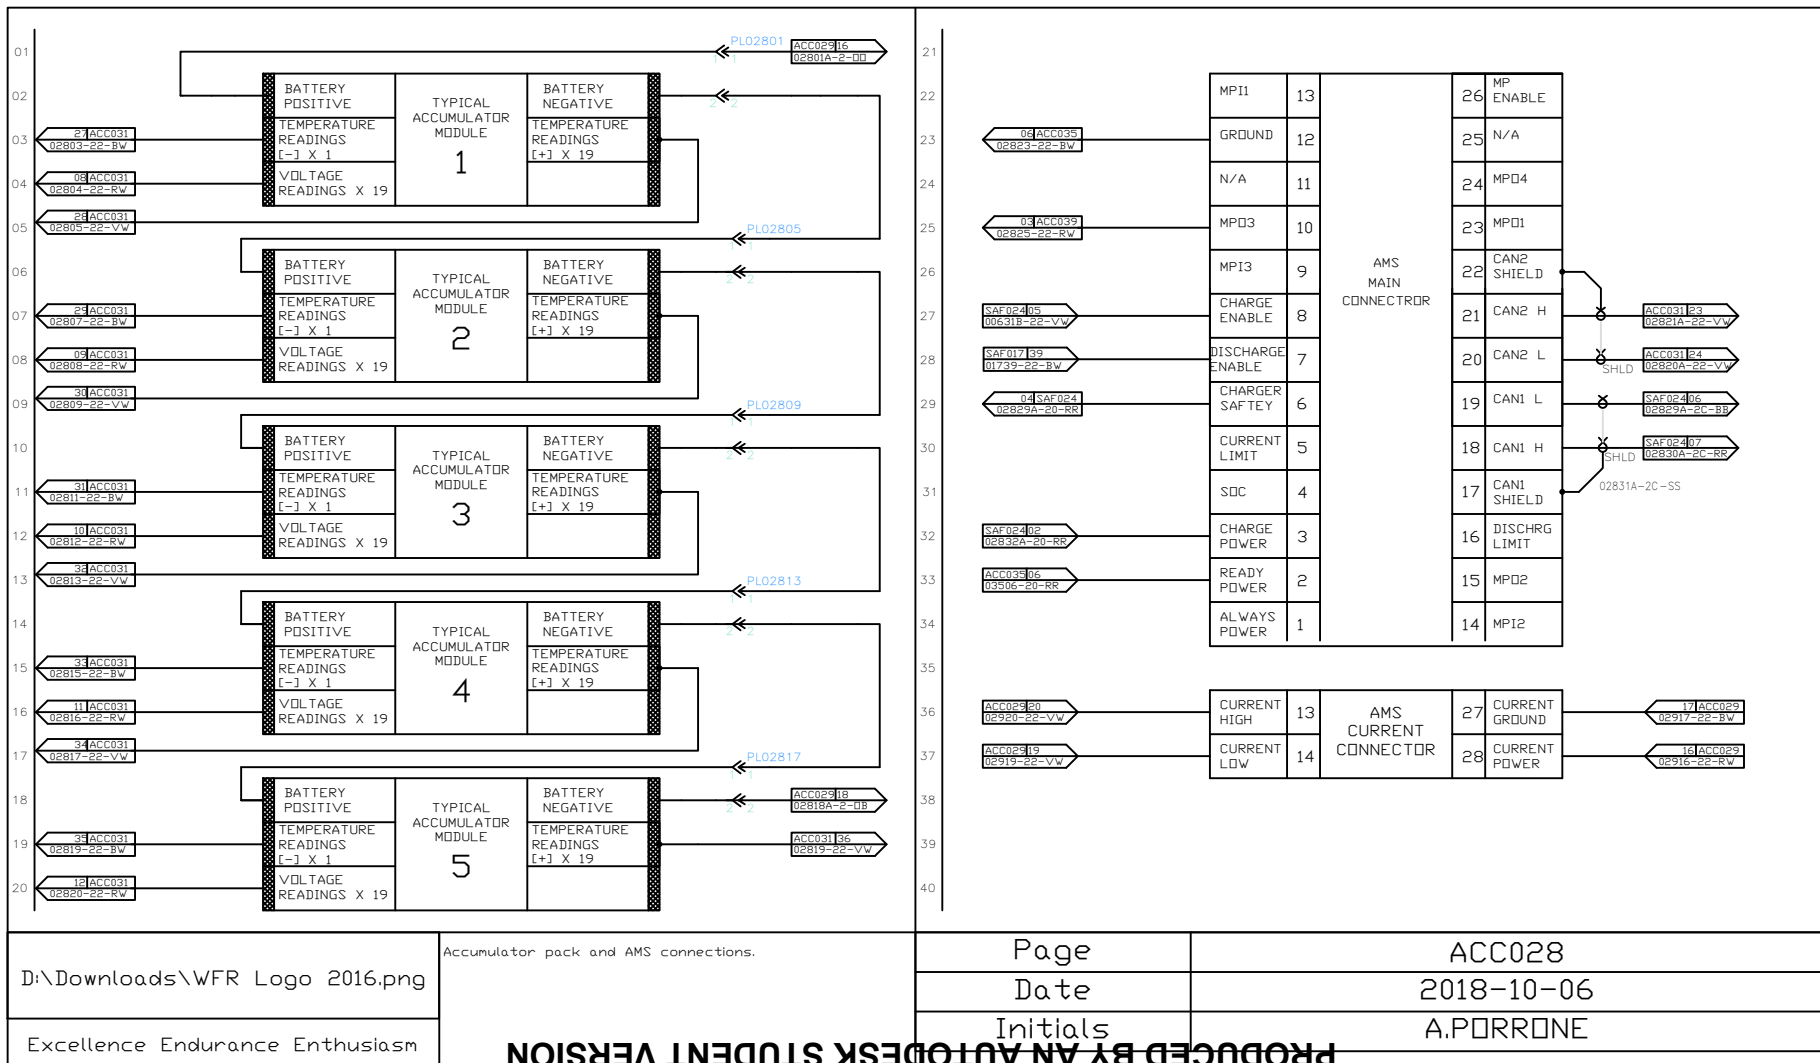 01
PL02801
ACC029 16
02801A-2-OO
1 1
02
BATTERY POSITIVE
TYPICAL ACCUMULATOR MODULE
1
BATTERY NEGATIVE
2 2
03
27 ACC031
02803-22-BW
TEMPERATURE READINGS [-] X 1
TEMPERATURE READINGS [+] X 19
04
08 ACC031
02804-22-RW
VOLTAGE READINGS X 19
05
28 ACC031
02805-22-VW
PL02805
1 1
06
BATTERY POSITIVE
TYPICAL ACCUMULATOR MODULE
2
BATTERY NEGATIVE
2 2
07
29 ACC031
02807-22-BW
TEMPERATURE READINGS [-] X 1
TEMPERATURE READINGS [+] X 19
08
09 ACC031
02808-22-RW
VOLTAGE READINGS X 19
09
30 ACC031
02809-22-VW
PL02809
1 1
10
BATTERY POSITIVE
TYPICAL ACCUMULATOR MODULE
3
BATTERY NEGATIVE
2 2
11
31 ACC031
02811-22-BW
TEMPERATURE READINGS [-] X 1
TEMPERATURE READINGS [+] X 19
12
10 ACC031
02812-22-RW
VOLTAGE READINGS X 19
13
32 ACC031
02813-22-VW
PL02813
1 1
14
BATTERY POSITIVE
TYPICAL ACCUMULATOR MODULE
4
BATTERY NEGATIVE
2 2
15
33 ACC031
02815-22-BW
TEMPERATURE READINGS [-] X 1
TEMPERATURE READINGS [+] X 19
16
11 ACC031
02816-22-RW
VOLTAGE READINGS X 19
17
34 ACC031
02817-22-VW
PL02817
1 1
18
BATTERY POSITIVE
TYPICAL ACCUMULATOR MODULE
5
BATTERY NEGATIVE
2 2
ACC029 18
02818A-2-OB
19
35 ACC031
02819-22-BW
TEMPERATURE READINGS [-] X 1
TEMPERATURE READINGS [+] X 19
ACC031 36
02819-22-VW
20
12 ACC031
02820-22-RW
VOLTAGE READINGS X 19
21
22
MPI1 13
AMS MAIN CONNECTROR
26 MP ENABLE
23
06 ACC035
02823-22-BW
GROUND 12
25 N/A
24
N/A 11
24 MPO4
25
03 ACC039
02825-22-RW
MPO3 10
23 MPO1
26
MPI3 9
22 CAN2 SHIELD
27
SAF024 05
00631B-22-VW
CHARGE ENABLE 8
21 CAN2 H
ACC031 23
02821A-22-VW
28
SAF017 39
01739-22-BW
DISCHARGE ENABLE 7
20 CAN2 L
SHLD
ACC031 24
02820A-22-VW
29
04 SAF024
02829A-20-RR
CHARGER SAFTEY 6
19 CAN1 L
SAF024 06
02829A-2C-BB
30
CURRENT LIMIT 5
18 CAN1 H
SHLD
SAF024 07
02830A-2C-RR
31
SOC 4
17 CAN1 SHIELD
02831A-2C-SS
32
SAF024 02
02832A-20-RR
CHARGE POWER 3
16 DISCHRG LIMIT
33
ACC035 06
03506-20-RR
READY POWER 2
15 MPO2
34
ALWAYS POWER 1
14 MPI2
35
36
ACC029 20
02920-22-VW
CURRENT HIGH 13
AMS CURRENT CONNECTOR
27 CURRENT GROUND
17 ACC029
02917-22-BW
37
ACC029 19
02919-22-VW
CURRENT LOW 14
28 CURRENT POWER
16 ACC029
02916-22-RW
38
39
40
D:\Downloads\WFR Logo 2016.png
Excellence Endurance Enthusiasm
Accumulator pack and AMS connections.
Page ACC028
Date 2018-10-06
Initials A.PORRONE
PRODUCED BY AN AUTODESK STUDENT VERSION